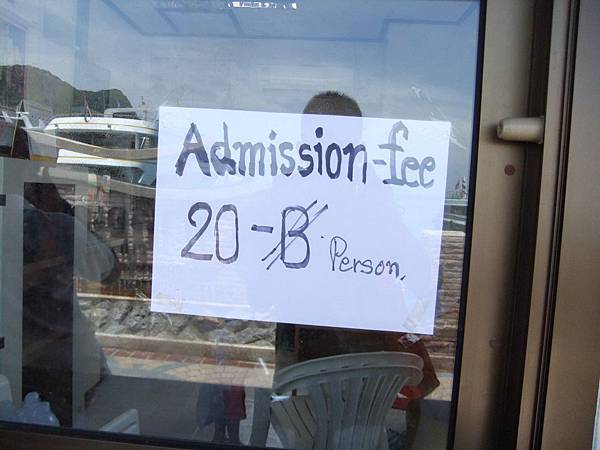 Admission-fee
20-฿ Person.